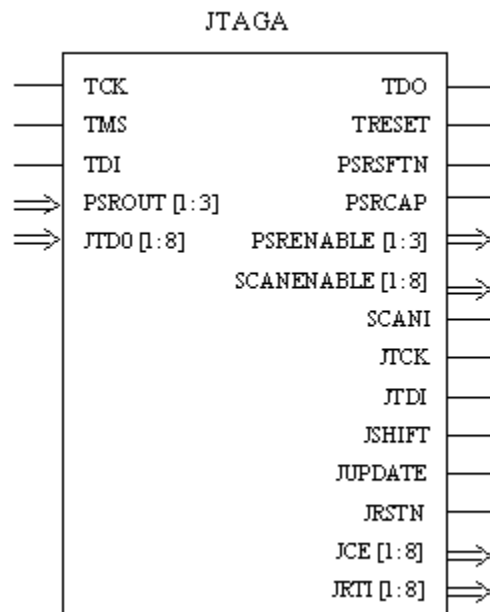 JTAGA
TCK TDO
TMS TRESET
TDI PSRSFTN
PSROUT [1:3] PSRCAP
JTD0 [1:8] PSRENABLE [1:3]
SCANENABLE [1:8]
SCANI
JTCK
JTDI
JSHIFT
JUPDATE
JRSTN
JCE [1:8]
JRTI [1:8]